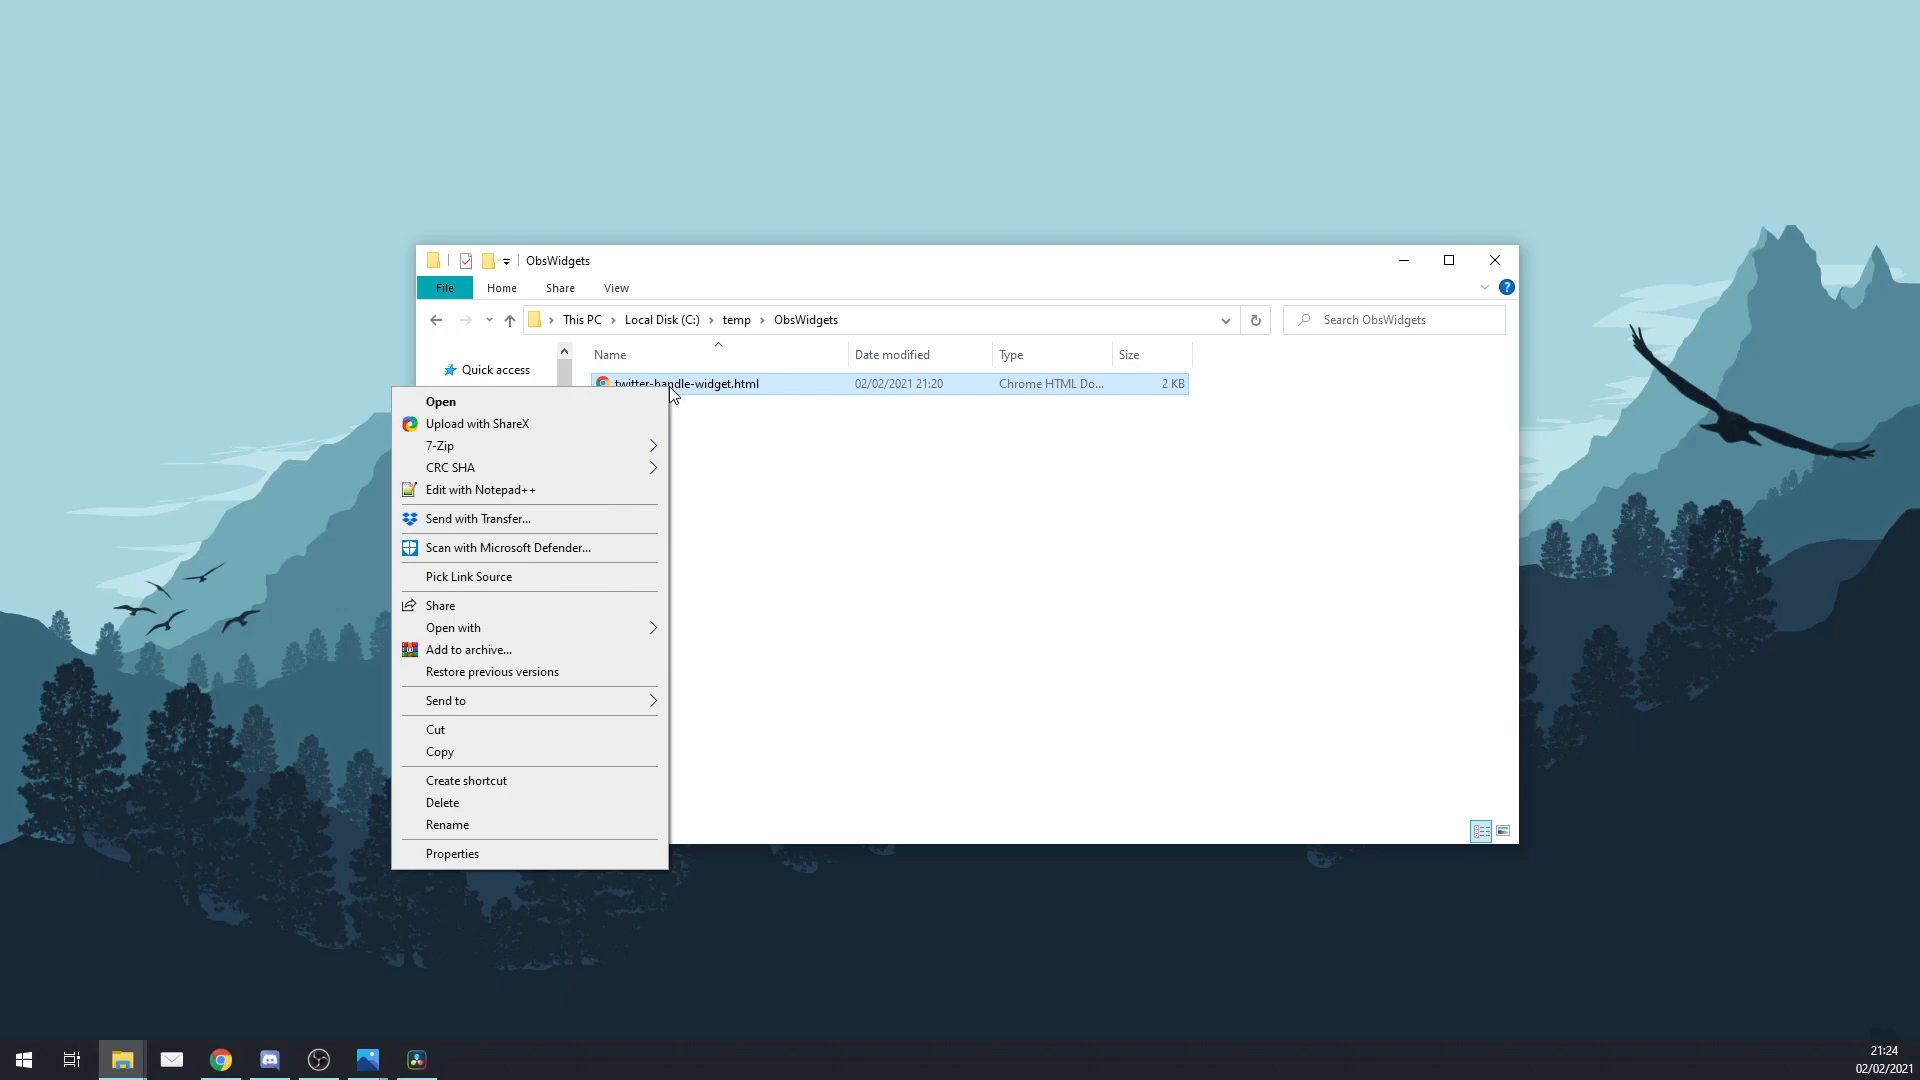 ObsWidgets
File Home Share View
This PC Local Disk (C:) temp ObsWidgets
Search ObsWidgets
Name Date modified Type Size
Quick access
twitter-handle-widget.html 02/02/2021 21:20 Chrome HTML Do... 2 KB
Open
Upload with ShareX
7-Zip
CRC SHA
Edit with Notepad++
Send with Transfer...
Scan with Microsoft Defender...
Pick Link Source
Share
Open with
Add to archive...
Restore previous versions
Send to
Cut
Copy
Create shortcut
Delete
Rename
Properties
21:24
02/02/2021